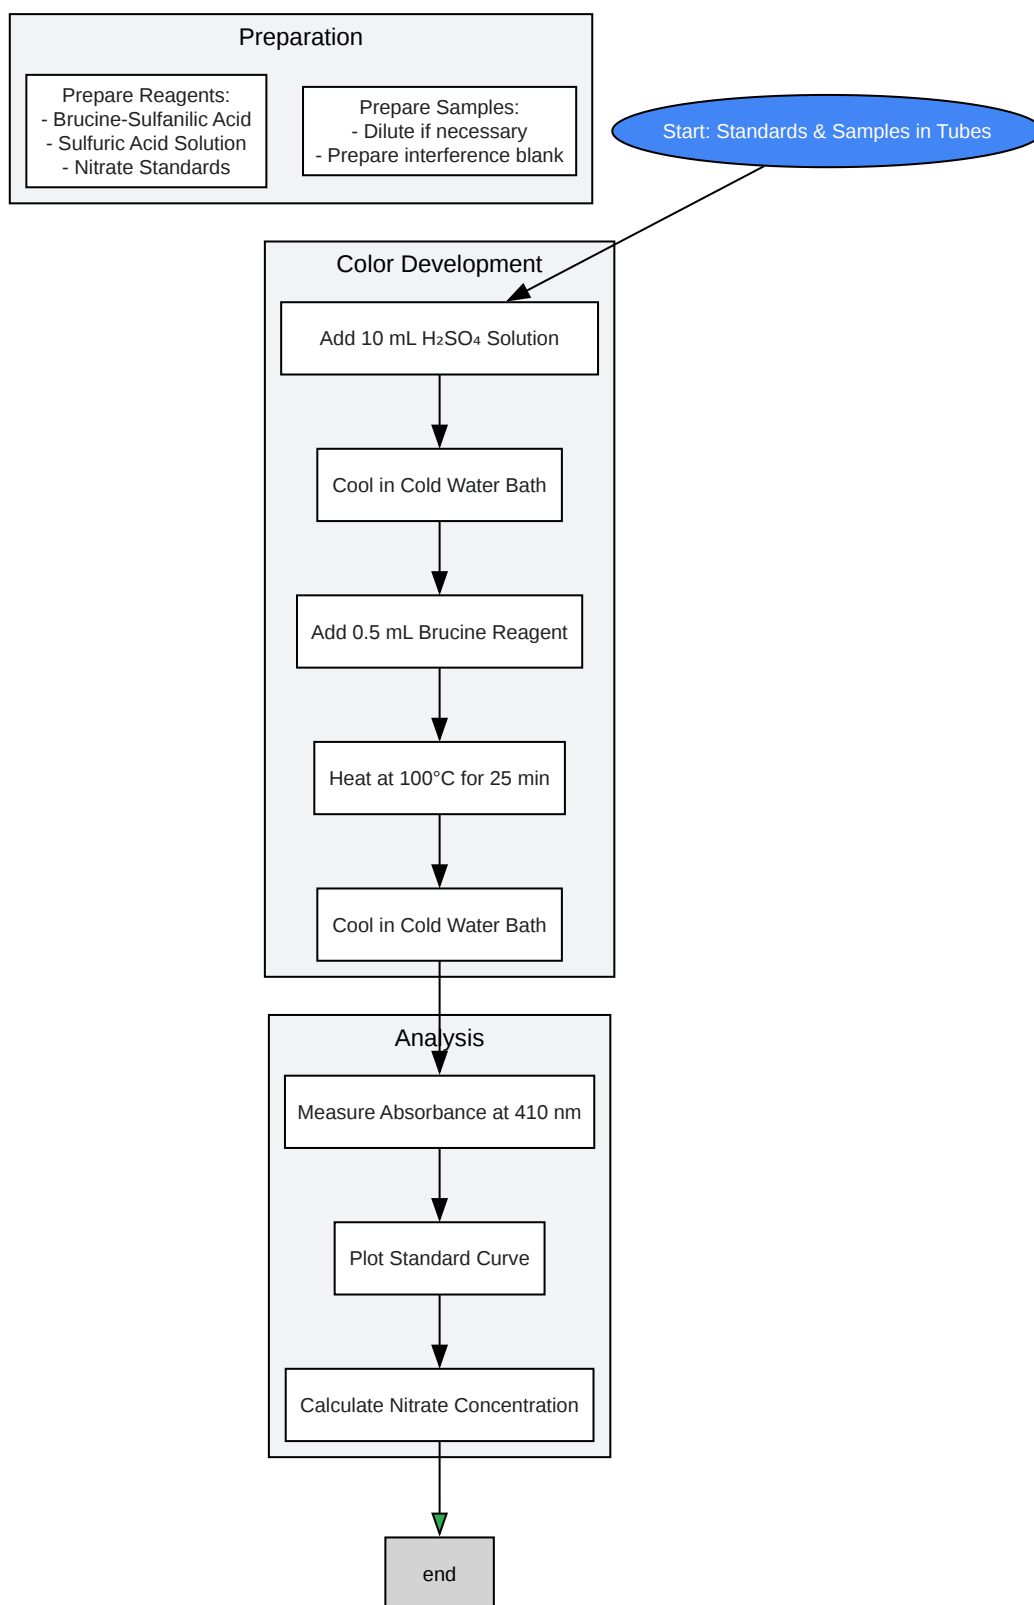 Preparation
Prepare Reagents:
- Brucine-Sulfanilic Acid
- Sulfuric Acid Solution
- Nitrate Standards
Prepare Samples:
- Dilute if necessary
- Prepare interference blank
Start: Standards & Samples in Tubes
Color Development
Add 10 mL H₂SO₄ Solution
Cool in Cold Water Bath
Add 0.5 mL Brucine Reagent
Heat at 100°C for 25 min
Cool in Cold Water Bath
Analysis
Measure Absorbance at 410 nm
Plot Standard Curve
Calculate Nitrate Concentration
end